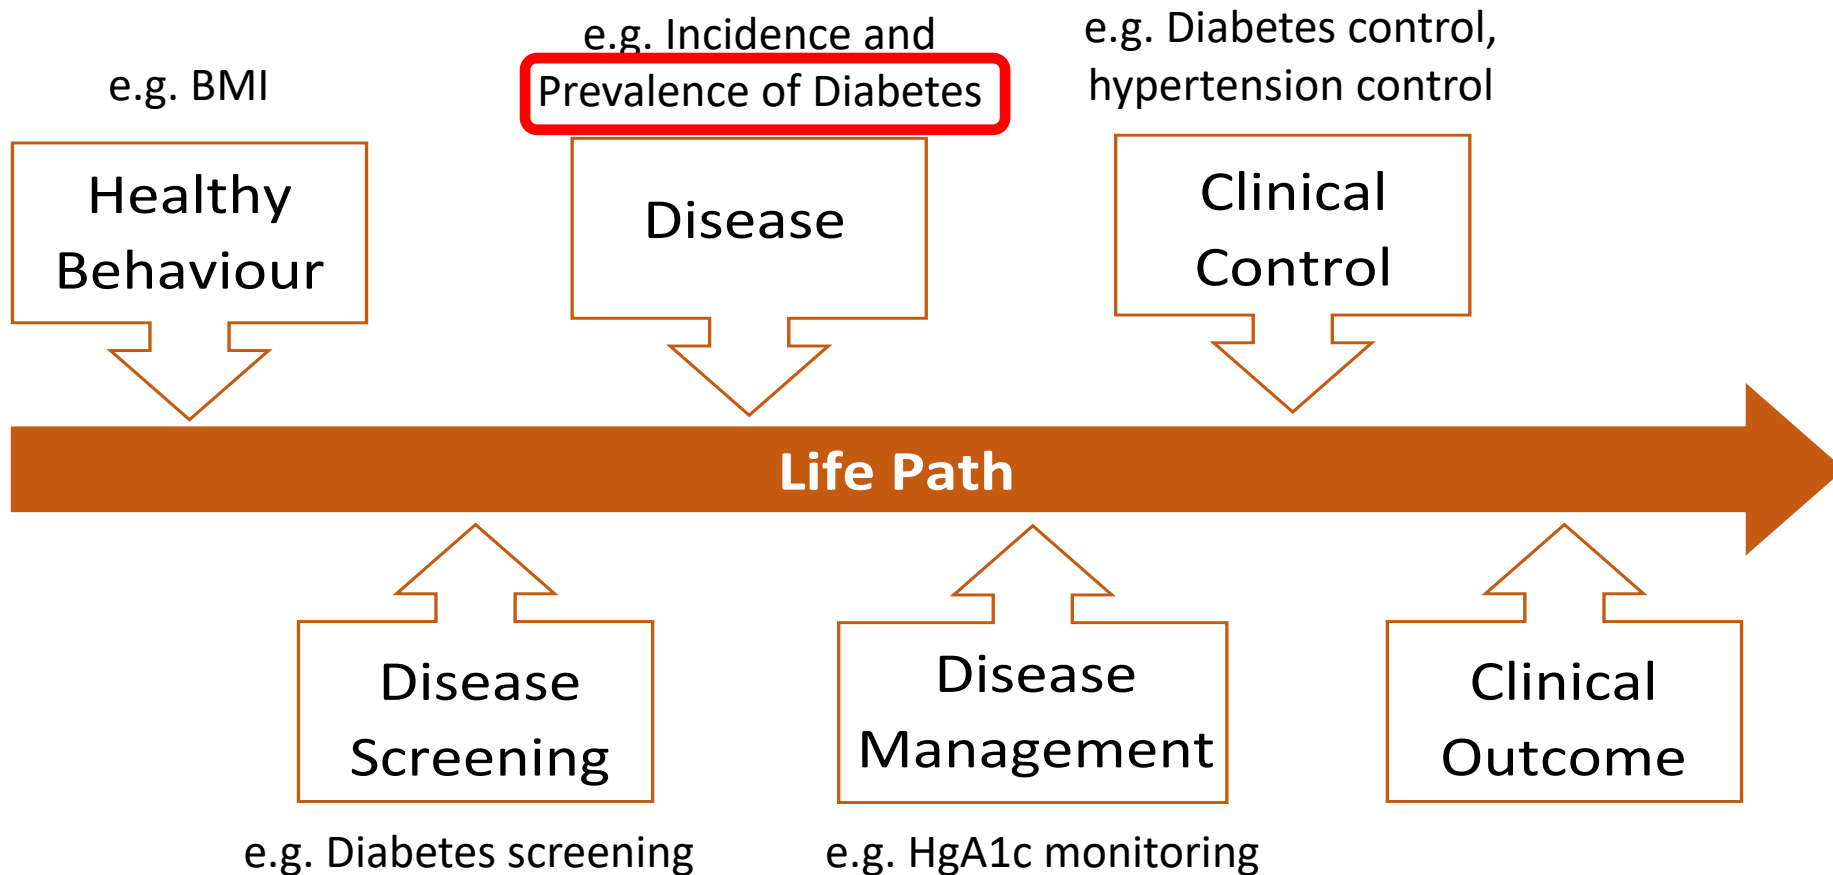 e.g. BMI
Healthy
Behaviour
e.g. Incidence and
Prevalence of Diabetes
Disease
e.g. Diabetes control,
hypertension control
Clinical
Control
Life Path
Disease
Screening
e.g. Diabetes screening
Disease
Management
e.g. HgA1c monitoring
Clinical
Outcome